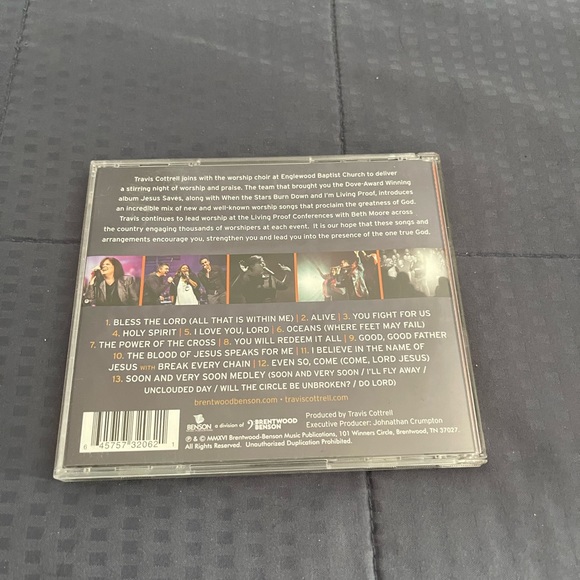 Travis Cottrell joins with the worship choir at Englewood Baptist Church to deliver
a stirring night of worship and praise. The team that brought you the Dove-Award Winning
album Jesus Saves, along with When the Stars Burn Down and I'm Living Proof, introduces
an incredible mix of new and well-known worship songs that proclaim the greatness of God.
Travis continues to lead worship at the Living Proof Conferences with Beth Moore across
the country engaging thousands of worshipers at each event. It is our hope that these songs and
arrangements encourage you, strengthen you and lead you into the presence of the one true God.
1. BLESS THE LORD (ALL THAT IS WITHIN ME) | 2. ALIVE | 3. YOU FIGHT FOR US
4. HOLY SPIRIT | 5. I LOVE YOU, LORD | 6. OCEANS (WHERE FEET MAY FAIL)
7. THE POWER OF THE CROSS | 8. YOU WILL REDEEM IT ALL | 9. GOOD, GOOD FATHER
10. THE BLOOD OF JESUS SPEAKS FOR ME | 11. I BELIEVE IN THE NAME OF
JESUS WITH BREAK EVERY CHAIN | 12. EVEN SO, COME (COME, LORD JESUS)
13. SOON AND VERY SOON MEDLEY (SOON AND VERY SOON / I'LL FLY AWAY /
UNCLOUDED DAY / WILL THE CIRCLE BE UNBROKEN? / DO LORD)
brentwoodbenson.com • traviscottrell.com
6 45757 32062 1
BENSON
a division of BRENTWOOD BENSON
Produced by Travis Cottrell
Executive Producer: Johnathan Crumpton
℗ & © MMXVI Brentwood-Benson Music Publications, 101 Winners Circle, Brentwood, TN 37027.
All Rights Reserved. Unauthorized Duplication Prohibited.